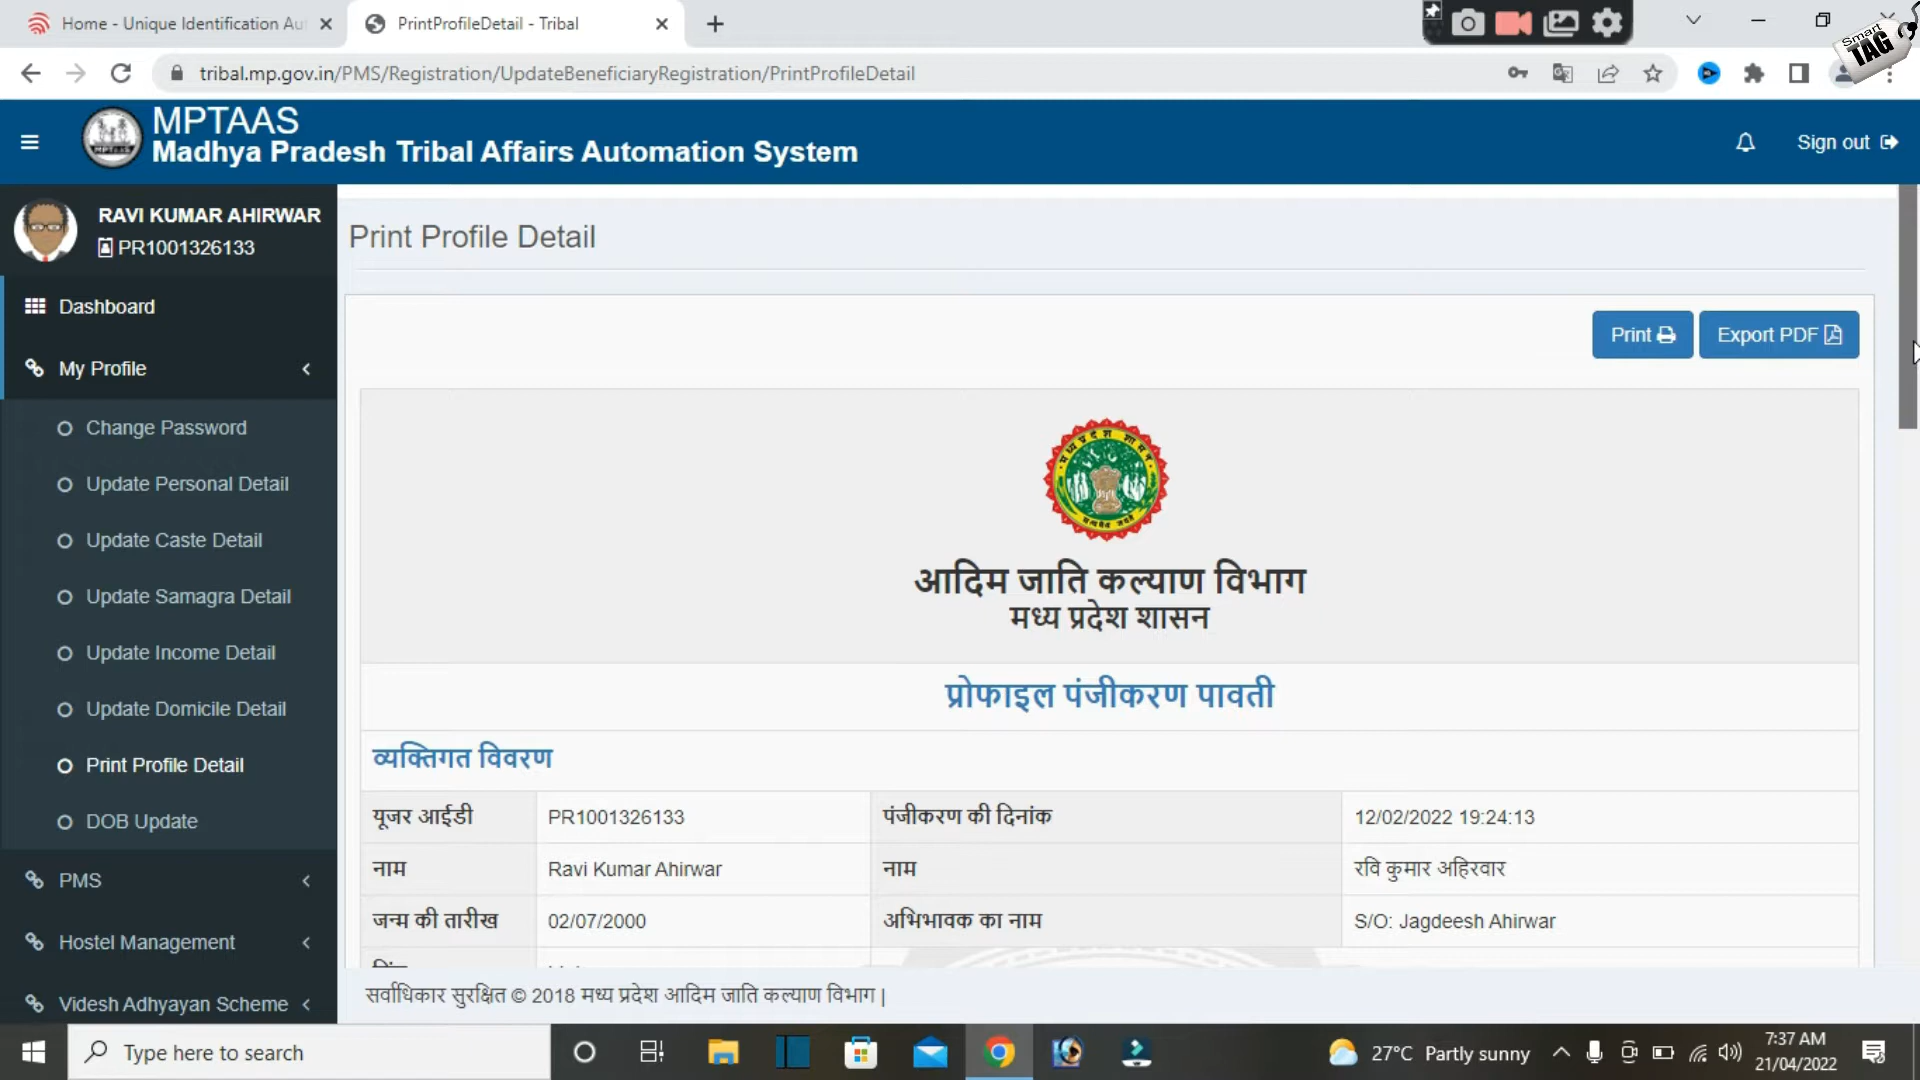 Home - Unique Identification Au
PrintProfileDetail - Tribal
Smart
TAG
tribal.mp.gov.in/PMS/Registration/UpdateBeneficiaryRegistration/PrintProfileDetail
MPTAAS
Madhya Pradesh Tribal Affairs Automation System
Sign out
RAVI KUMAR AHIRWAR
PR1001326133
Dashboard
My Profile
Change Password
Update Personal Detail
Update Caste Detail
Update Samagra Detail
Update Income Detail
Update Domicile Detail
Print Profile Detail
DOB Update
PMS
Hostel Management
Videsh Adhyayan Scheme
Print Profile Detail
Print
Export PDF
आदिम जाति कल्याण विभाग
मध्य प्रदेश शासन
प्रोफाइल पंजीकरण पावती
व्यक्तिगत विवरण
यूजर आईडी PR1001326133 पंजीकरण की दिनांक 12/02/2022 19:24:13
नाम Ravi Kumar Ahirwar नाम रवि कुमार अहिरवार
जन्म की तारीख 02/07/2000 अभिभावक का नाम S/O: Jagdeesh Ahirwar
सर्वाधिकार सुरक्षित © 2018 मध्य प्रदेश आदिम जाति कल्याण विभाग |
Type here to search
27°C Partly sunny
7:37 AM
21/04/2022